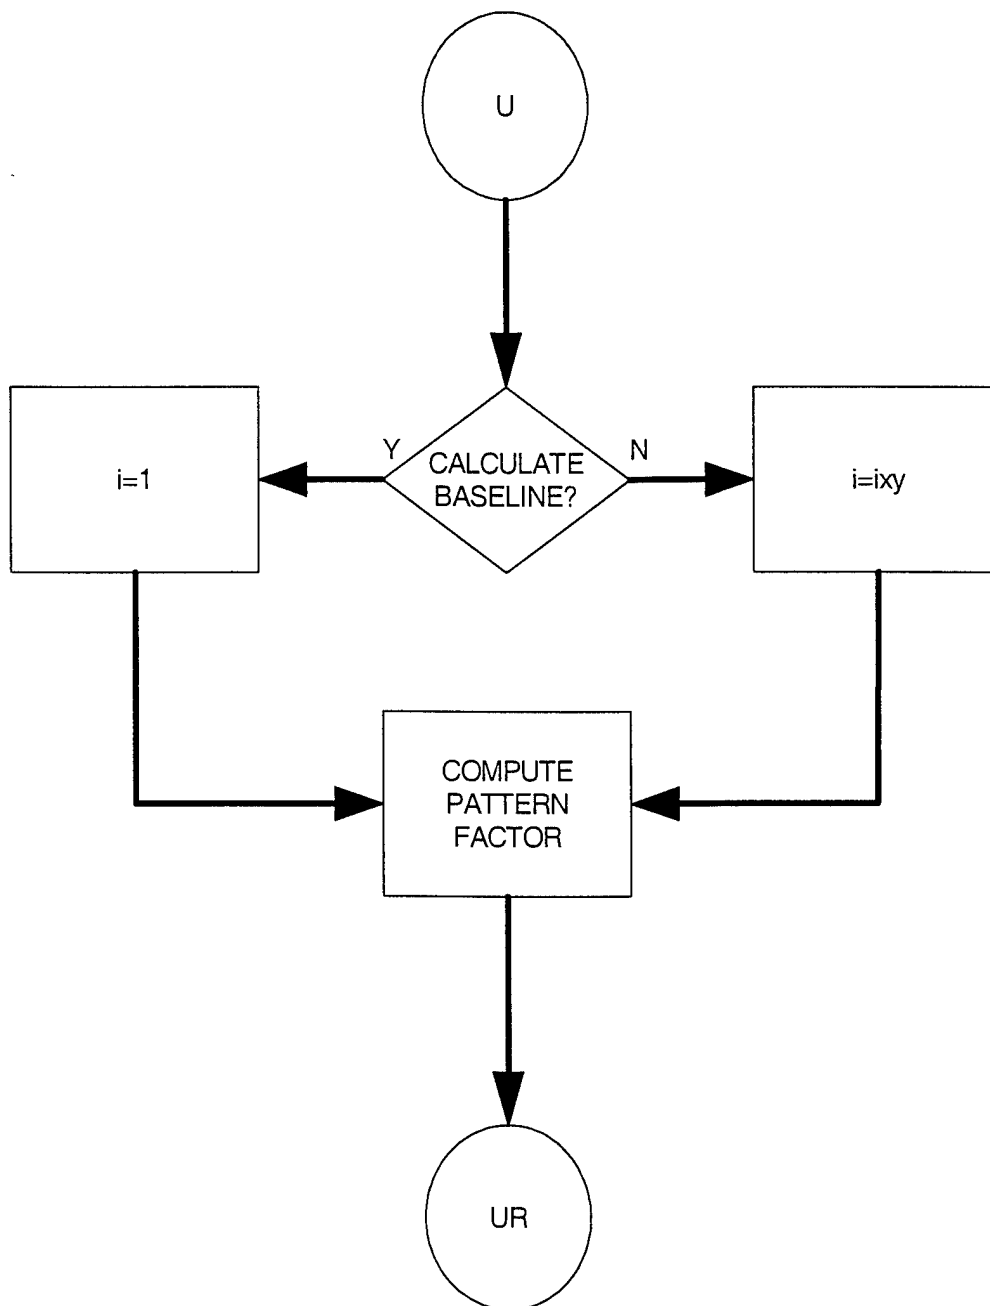 U
Y
CALCULATE
BASELINE?
N
i=1
i=ixy
COMPUTE
PATTERN
FACTOR
UR